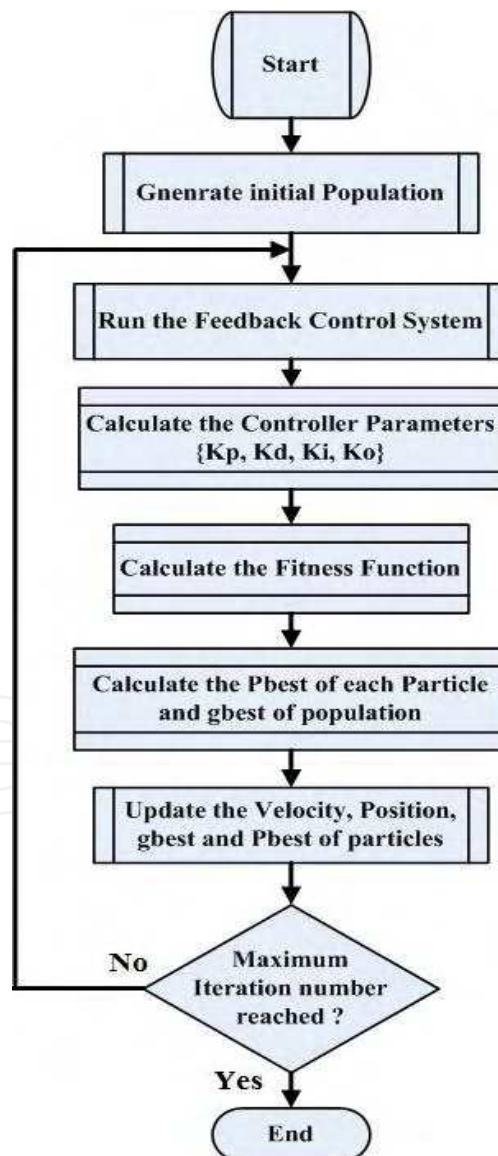 Start
Gnenrate initial Population
Run the Feedback Control System
Calculate the Controller Parameters
{Kp, Kd, Ki, Ko}
Calculate the Fitness Function
Calculate the Pbest of each Particle
and gbest of population
Update the Velocity, Position,
gbest and Pbest of particles
No
Maximum
Iteration number
reached ?
Yes
End